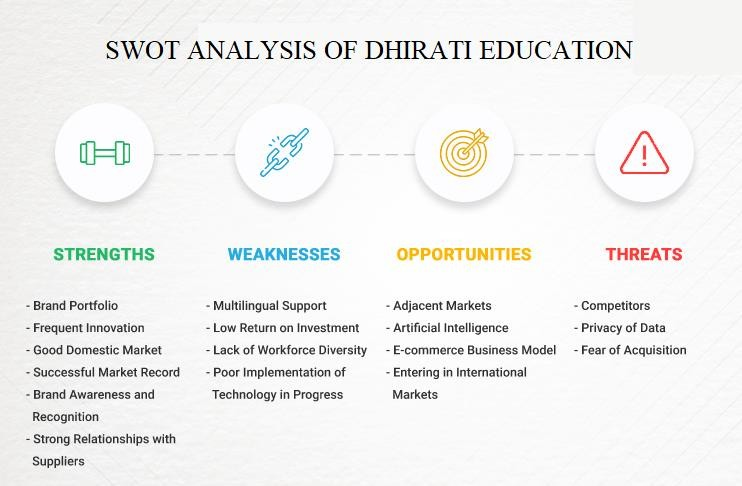 SWOT ANALYSIS OF DHIRATI EDUCATION
STRENGTHS
- Brand Portfolio
- Frequent Innovation
- Good Domestic Market
- Successful Market Record
- Brand Awareness and
Recognition
- Strong Relationships with
Suppliers
WEAKNESSES
- Multilingual Support
- Low Return on Investment
- Lack of Workforce Diversity
- Poor Implementation of
Technology in Progress
OPPORTUNITIES
- Adjacent Markets
- Artificial Intelligence
- E-commerce Business Model
- Entering in International
Markets
THREATS
- Competitors
- Privacy of Data
- Fear of Acquisition